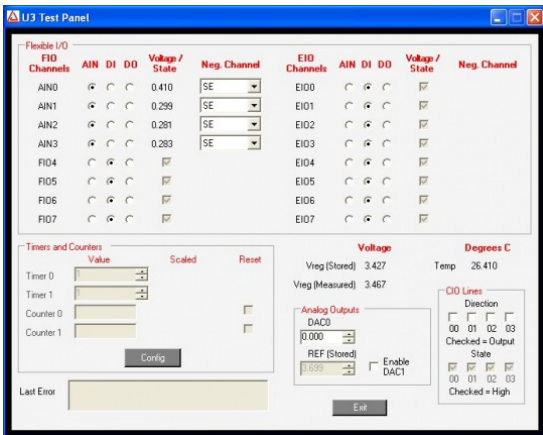 U3 Test Panel
Flexible I/O
FIO Channels AIN DI DO Voltage / State Neg. Channel EIO Channels AIN DI DO Voltage / State Neg. Channel
AIN0 0.410 SE EIO0
AIN1 0.299 SE EIO1
AIN2 0.281 SE EIO2
AIN3 0.283 SE EIO3
FIO4 EIO4
FIO5 EIO5
FIO6 EIO6
FIO7 EIO7
Timers and Counters
Value Scaled Reset
Timer 0 1
Timer 1 1
Counter 0
Counter 1
Config
Voltage Degrees C
Vreg (Stored) 3.427 Temp 26.410
Vreg (Measured) 3.467
Analog Outputs
DAC0
0.000
REF (Stored)
3.699
Enable DAC1
CIO Lines
Direction
00 01 02 03
Checked = Output
State
00 01 02 03
Checked = High
Last Error
Exit